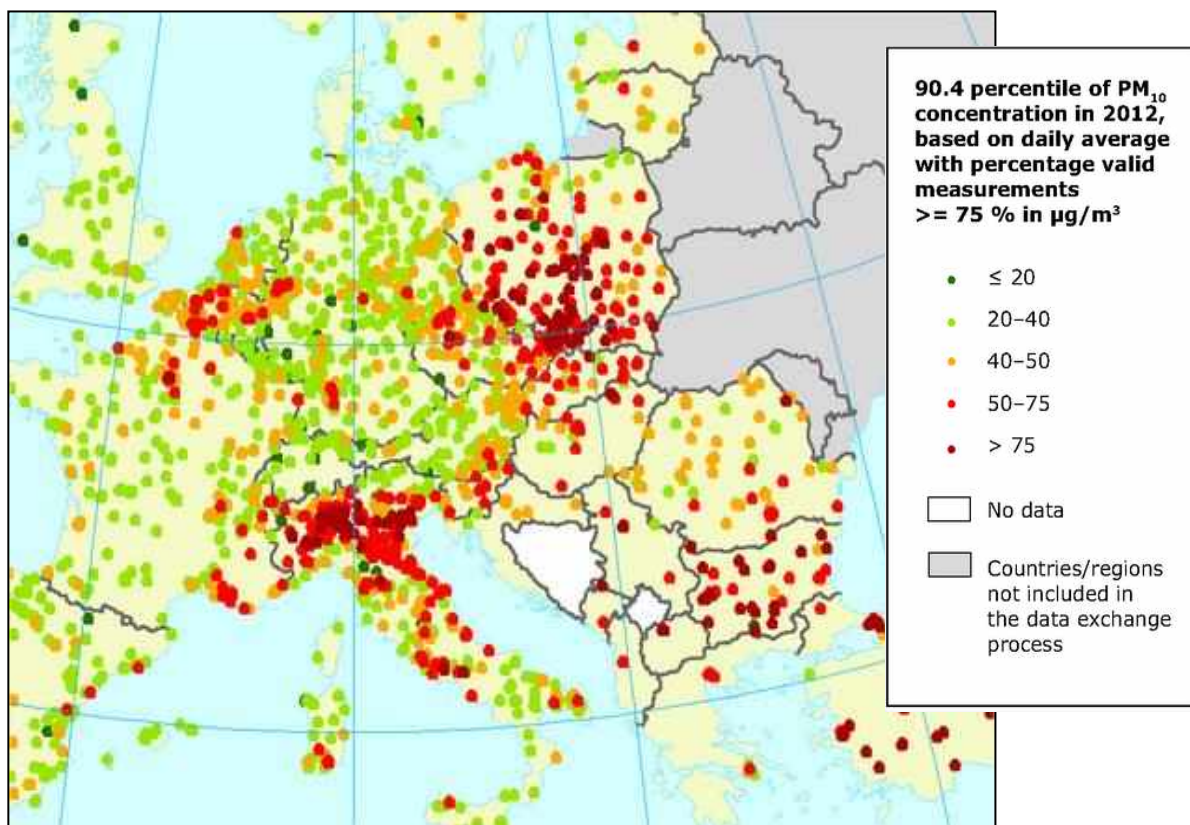 90.4 percentile of PM₁₀
concentration in 2012,
based on daily average
with percentage valid
measurements
>= 75 % in µg/m³
≤ 20
20–40
40–50
50–75
> 75
No data
Countries/regions
not included in
the data exchange
process